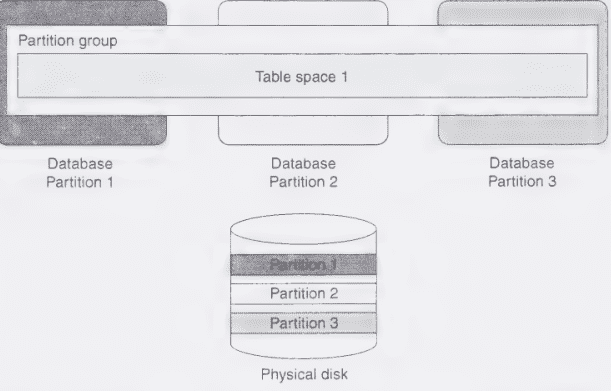 Partition group
Table space 1
Database
Partition 1
Database
Partition 2
Database
Partition 3
Partition 1
Partition 2
Partition 3
Physical disk